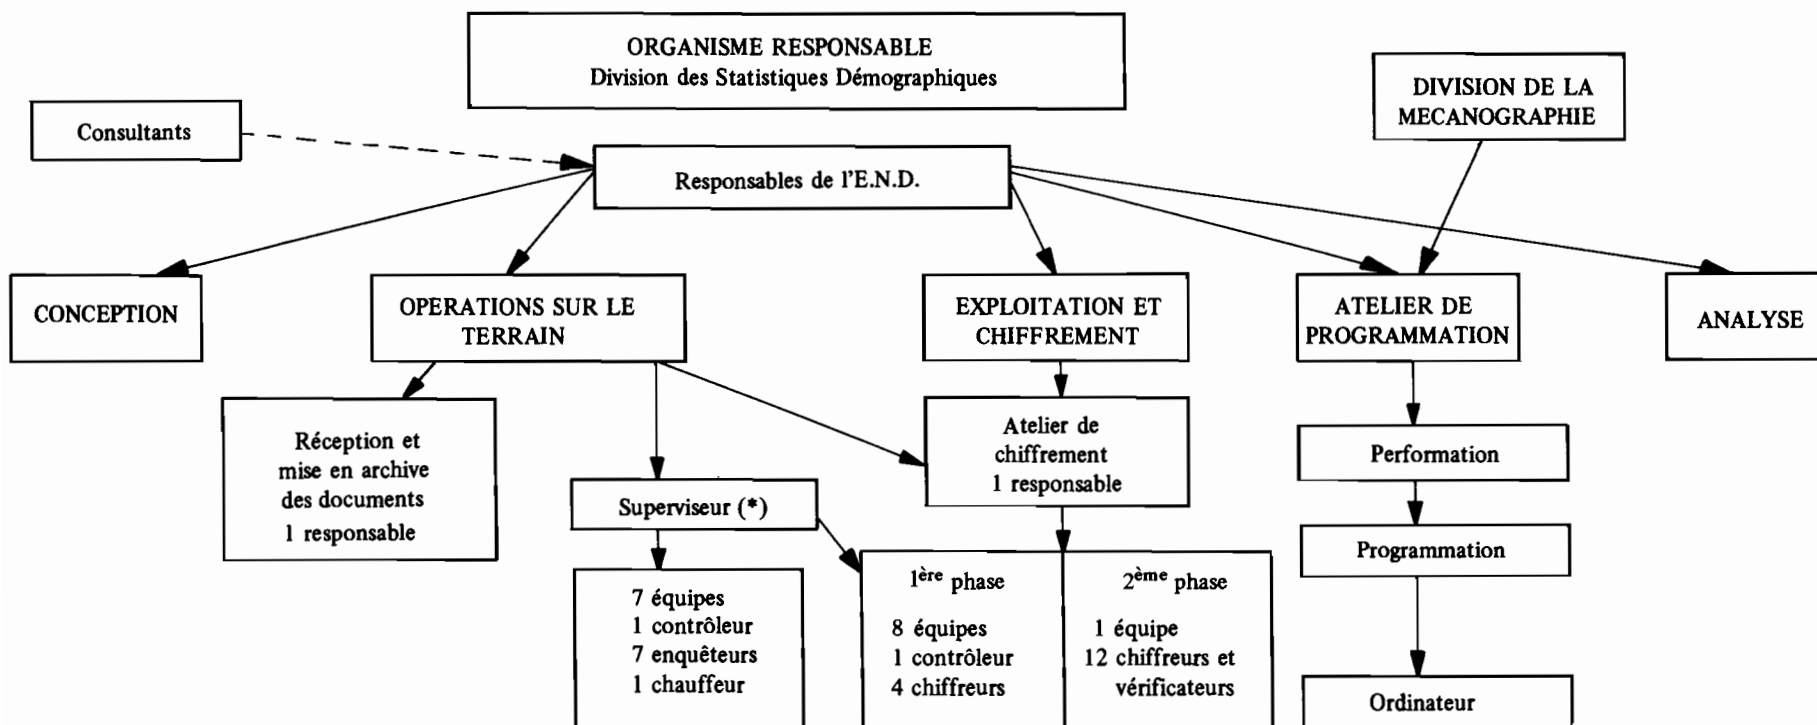 ORGANISME RESPONSABLE
Division des Statistiques Démographiques
DIVISION DE LA
MECANOGRAPHIE
Consultants
Responsables de l'E.N.D.
CONCEPTION
OPERATIONS SUR LE
TERRAIN
EXPLOITATION ET
CHIFFREMENT
ATELIER DE
PROGRAMMATION
ANALYSE
Réception et
mise en archive
des documents
1 responsable
Superviseur (*)
Atelier de
chiffrement
1 responsable
Performation
Programmation
7 équipes
1 contrôleur
7 enquêteurs
1 chauffeur
1ère phase
8 équipes
1 contrôleur
4 chiffreurs
2ème phase
1 équipe
12 chiffreurs et
vérificateurs
Ordinateur